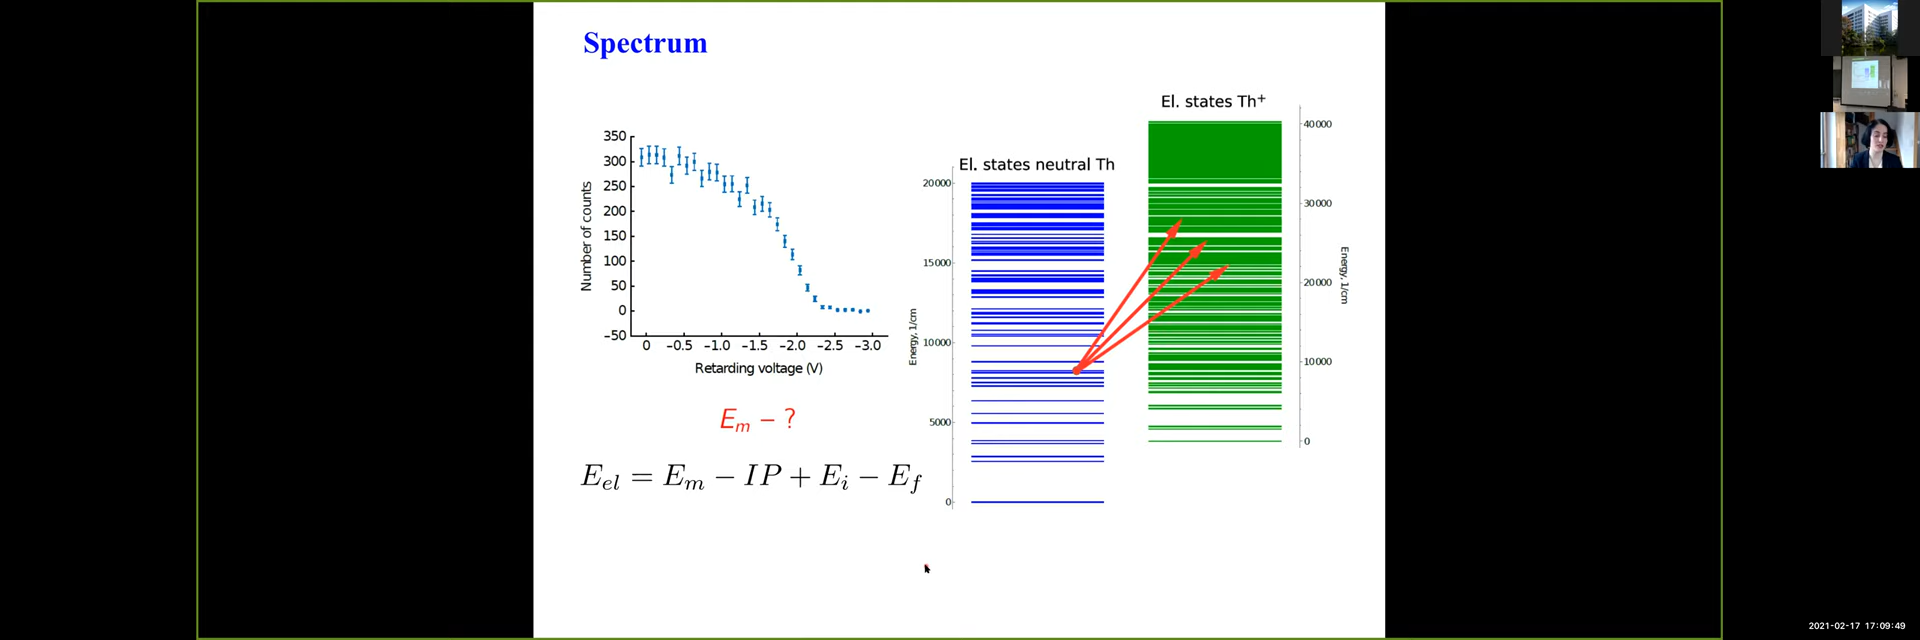 Spectrum
El. states Th⁺
El. states neutral Th
350
300
250
200
150
100
50
0
−50
Number of counts
0 −0.5 −1.0 −1.5 −2.0 −2.5 −3.0
Retarding voltage (V)
20000
15000
10000
5000
0
Energy, 1/cm
40000
30000
20000
10000
0
Energy, 1/cm
E_m − ?
E_el = E_m − IP + E_i − E_f
2021-02-17 17:09:49